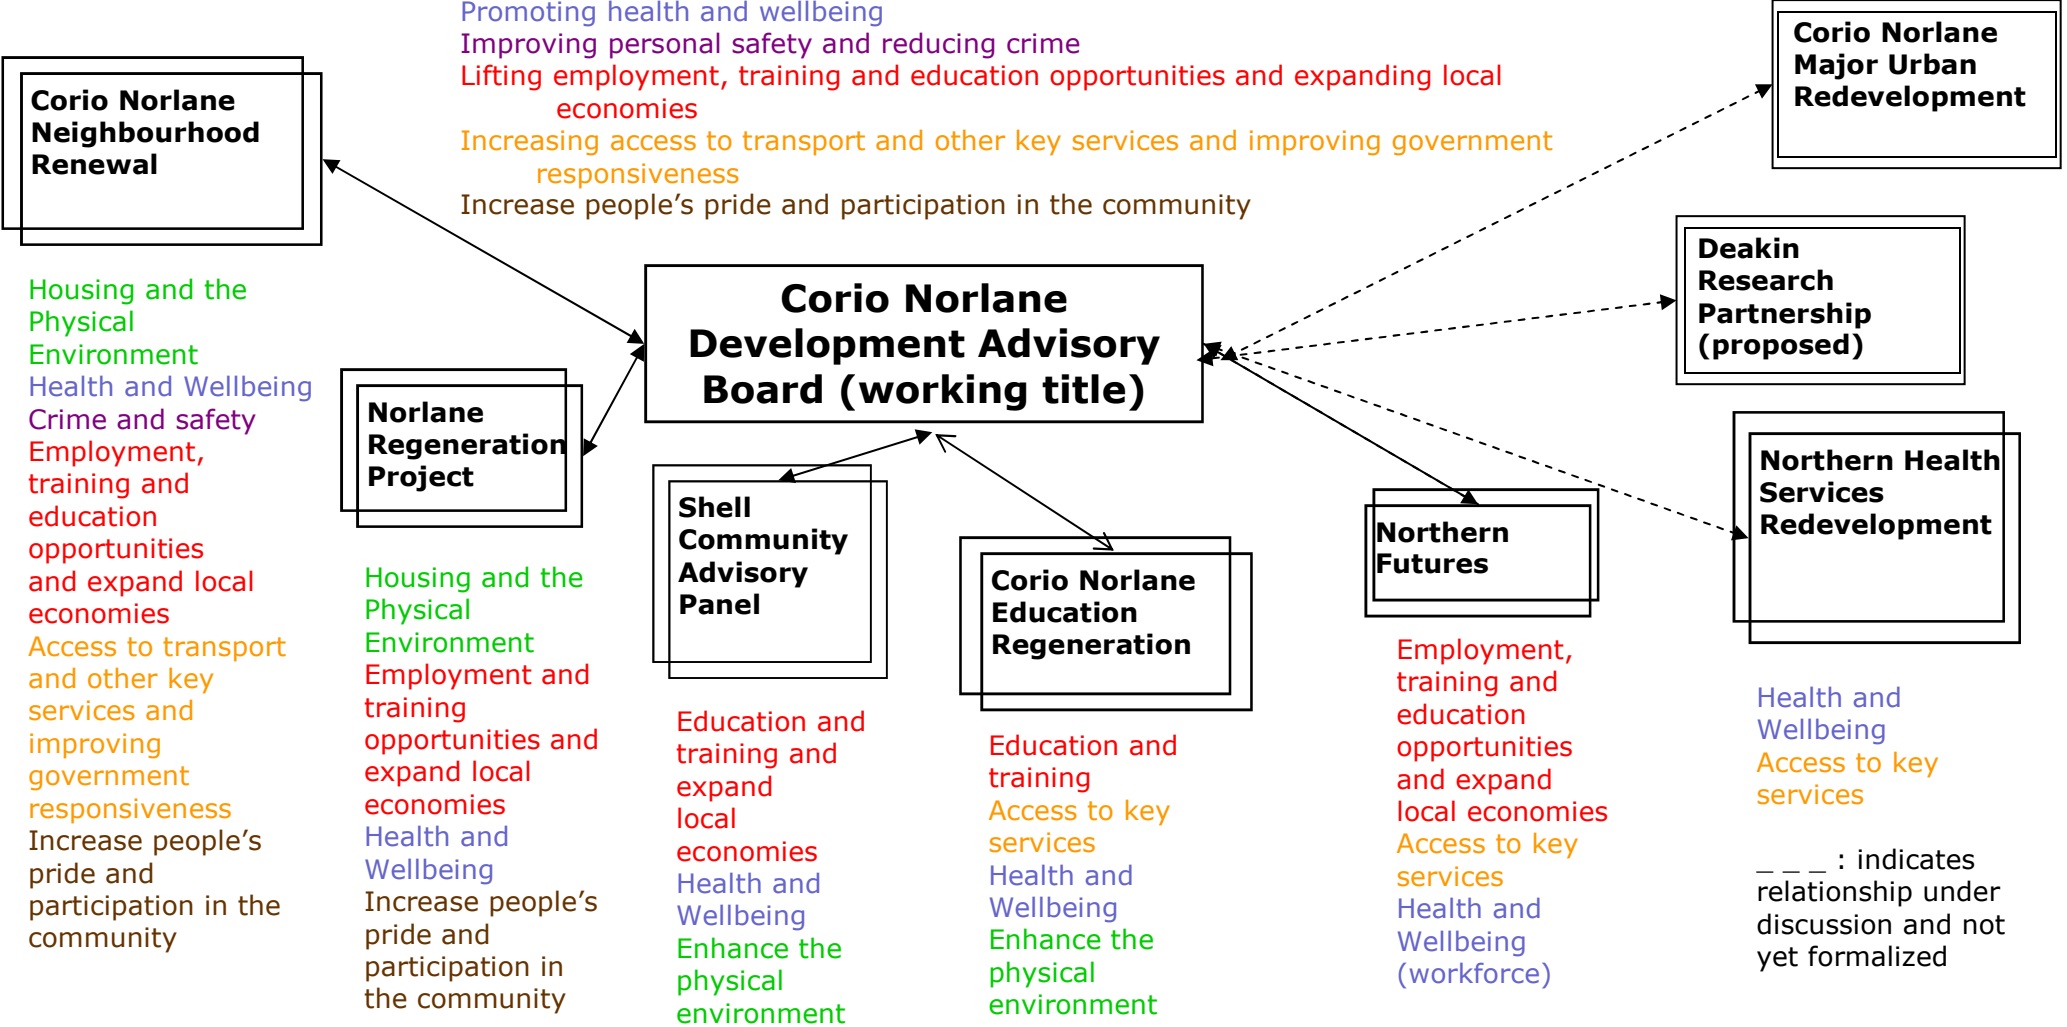 Promoting health and wellbeing
Improving personal safety and reducing crime
Lifting employment, training and education opportunities and expanding local
economies
Increasing access to transport and other key services and improving government
responsiveness
Increase people’s pride and participation in the community
Corio Norlane
Neighbourhood
Renewal
Housing and the
Physical
Environment
Health and Wellbeing
Crime and safety
Employment,
training and
education
opportunities
and expand local
economies
Access to transport
and other key
services and
improving
government
responsiveness
Increase people’s
pride and
participation in the
community
Corio Norlane
Development Advisory
Board (working title)
Norlane
Regeneration
Project
Housing and the
Physical
Environment
Employment and
training
opportunities and
expand local
economies
Health and
Wellbeing
Increase people’s
pride and
participation in
the community
Shell
Community
Advisory
Panel
Education and
training and
expand
local
economies
Health and
Wellbeing
Enhance the
physical
environment
Corio Norlane
Education
Regeneration
Education and
training
Access to key
services
Health and
Wellbeing
Enhance the
physical
environment
Northern
Futures
Employment,
training and
education
opportunities
and expand
local economies
Access to key
services
Health and
Wellbeing
(workforce)
Corio Norlane
Major Urban
Redevelopment
Deakin
Research
Partnership
(proposed)
Northern Health
Services
Redevelopment
Health and
Wellbeing
Access to key
services
_ _ _ : indicates
relationship under
discussion and not
yet formalized